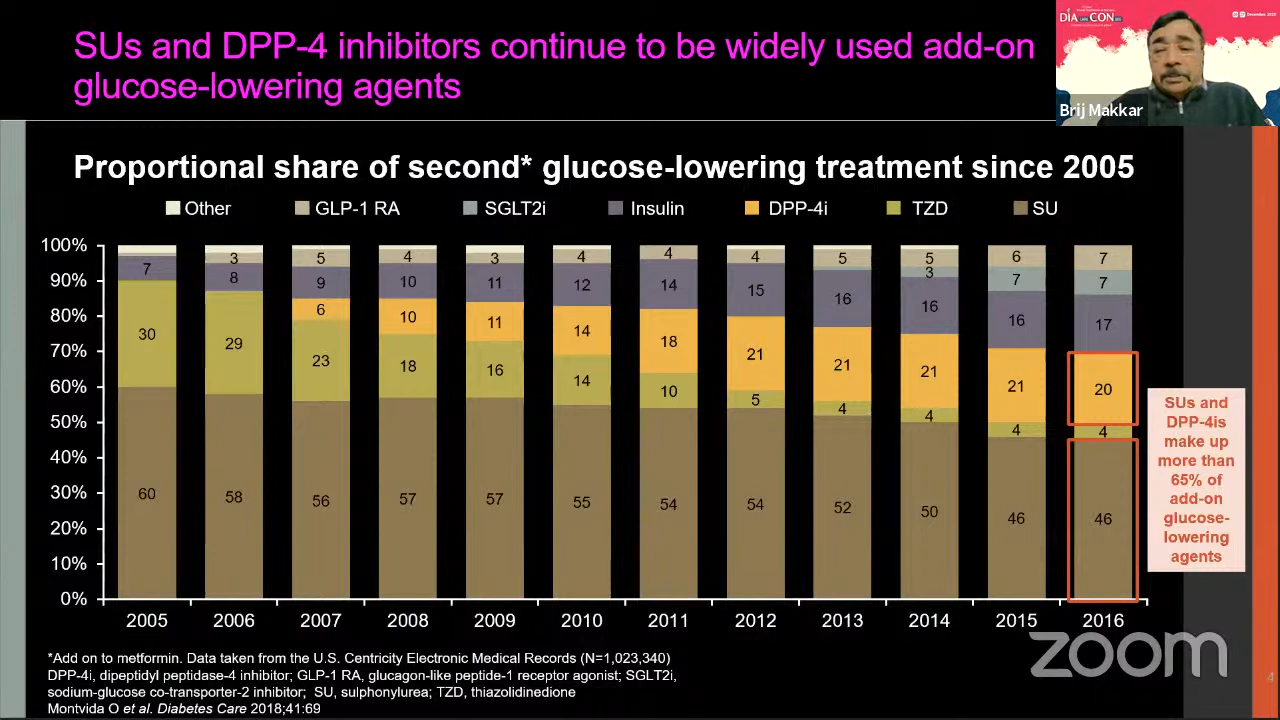 SUs and DPP-4 inhibitors continue to be widely used add-on
glucose-lowering agents
DIA CON
Brij Makkar
Proportional share of second* glucose-lowering treatment since 2005
Other GLP-1 RA SGLT2i Insulin DPP-4i TZD SU
100%
90%
80%
70%
60%
50%
40%
30%
20%
10%
0%
7 30 60
3 8 29 58
5 9 6 23 56
4 10 10 18 57
3 11 11 16 57
4 12 14 14 55
4 14 18 10 54
4 15 21 5 54
5 16 21 4 52
5 3 16 21 4 50
6 7 16 21 4 46
7 7 17 20 4 46
2005 2006 2007 2008 2009 2010 2011 2012 2013 2014 2015 2016
SUs and
DPP-4is
make up
more than
65% of
add-on
glucose-
lowering
agents
*Add on to metformin. Data taken from the U.S. Centricity Electronic Medical Records (N=1,023,340)
DPP-4i, dipeptidyl peptidase-4 inhibitor; GLP-1 RA, glucagon-like peptide-1 receptor agonist; SGLT2i,
sodium-glucose co-transporter-2 inhibitor; SU, sulphonylurea; TZD, thiazolidinedione
Montvida O et al. Diabetes Care 2018;41:69
zoom
4